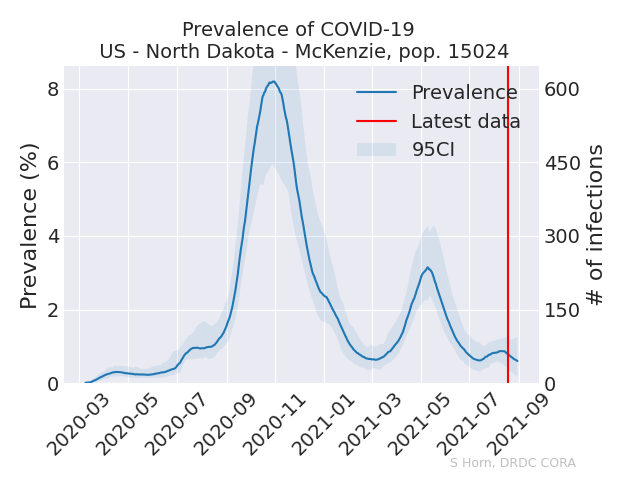 Prevalence of COVID-19
US - North Dakota - McKenzie, pop. 15024
Prevalence (%)
8
6
4
2
0
Prevalence
Latest data
95CI
600
450
300
150
0
# of infections
2020-03
2020-05
2020-07
2020-09
2020-11
2021-01
2021-03
2021-05
2021-07
2021-09
S Horn, DRDC CORA